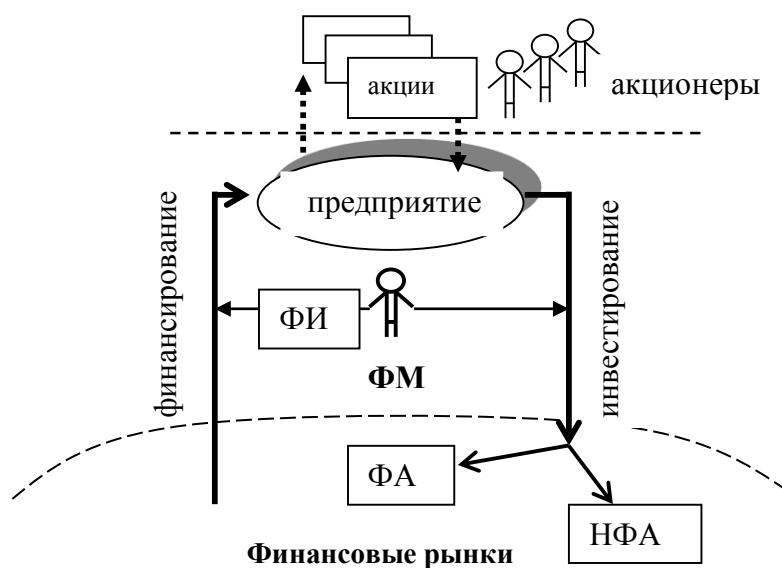 акции
акционеры
предприятие
финансирование
инвестирование
ФИ
ФМ
ФА
НФА
Финансовые рынки